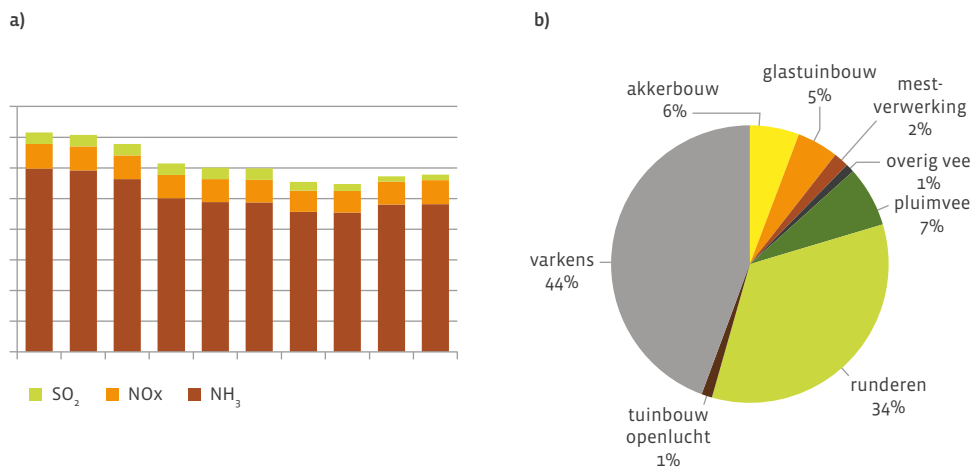 a)
SO₂ NOx NH₃
b)
akkerbouw
6%
glastuinbouw
5%
mest-
verwerking
2%
overig vee
1%
pluimvee
7%
runderen
34%
tuinbouw
openlucht
1%
varkens
44%